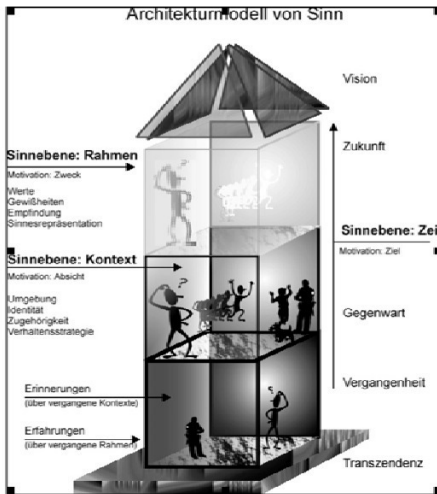 Architekturmodell von Sinn
Vision
Zukunft
Sinnebene: Rahmen
Motivation: Zweck
Werte
Gewißheiten
Empfindung
Sinnesrepräsentation
Sinnebene: Zei
Motivation: Ziel
Sinnebene: Kontext
Motivation: Absicht
Umgebung
Identität
Zugehörigkeit
Verhaltensstrategie
?
Gegenwart
Vergangenheit
Erinnerungen
(über vergangene Kontexte)
Erfahrungen
(über vergangene Rahmen)
Transzendenz